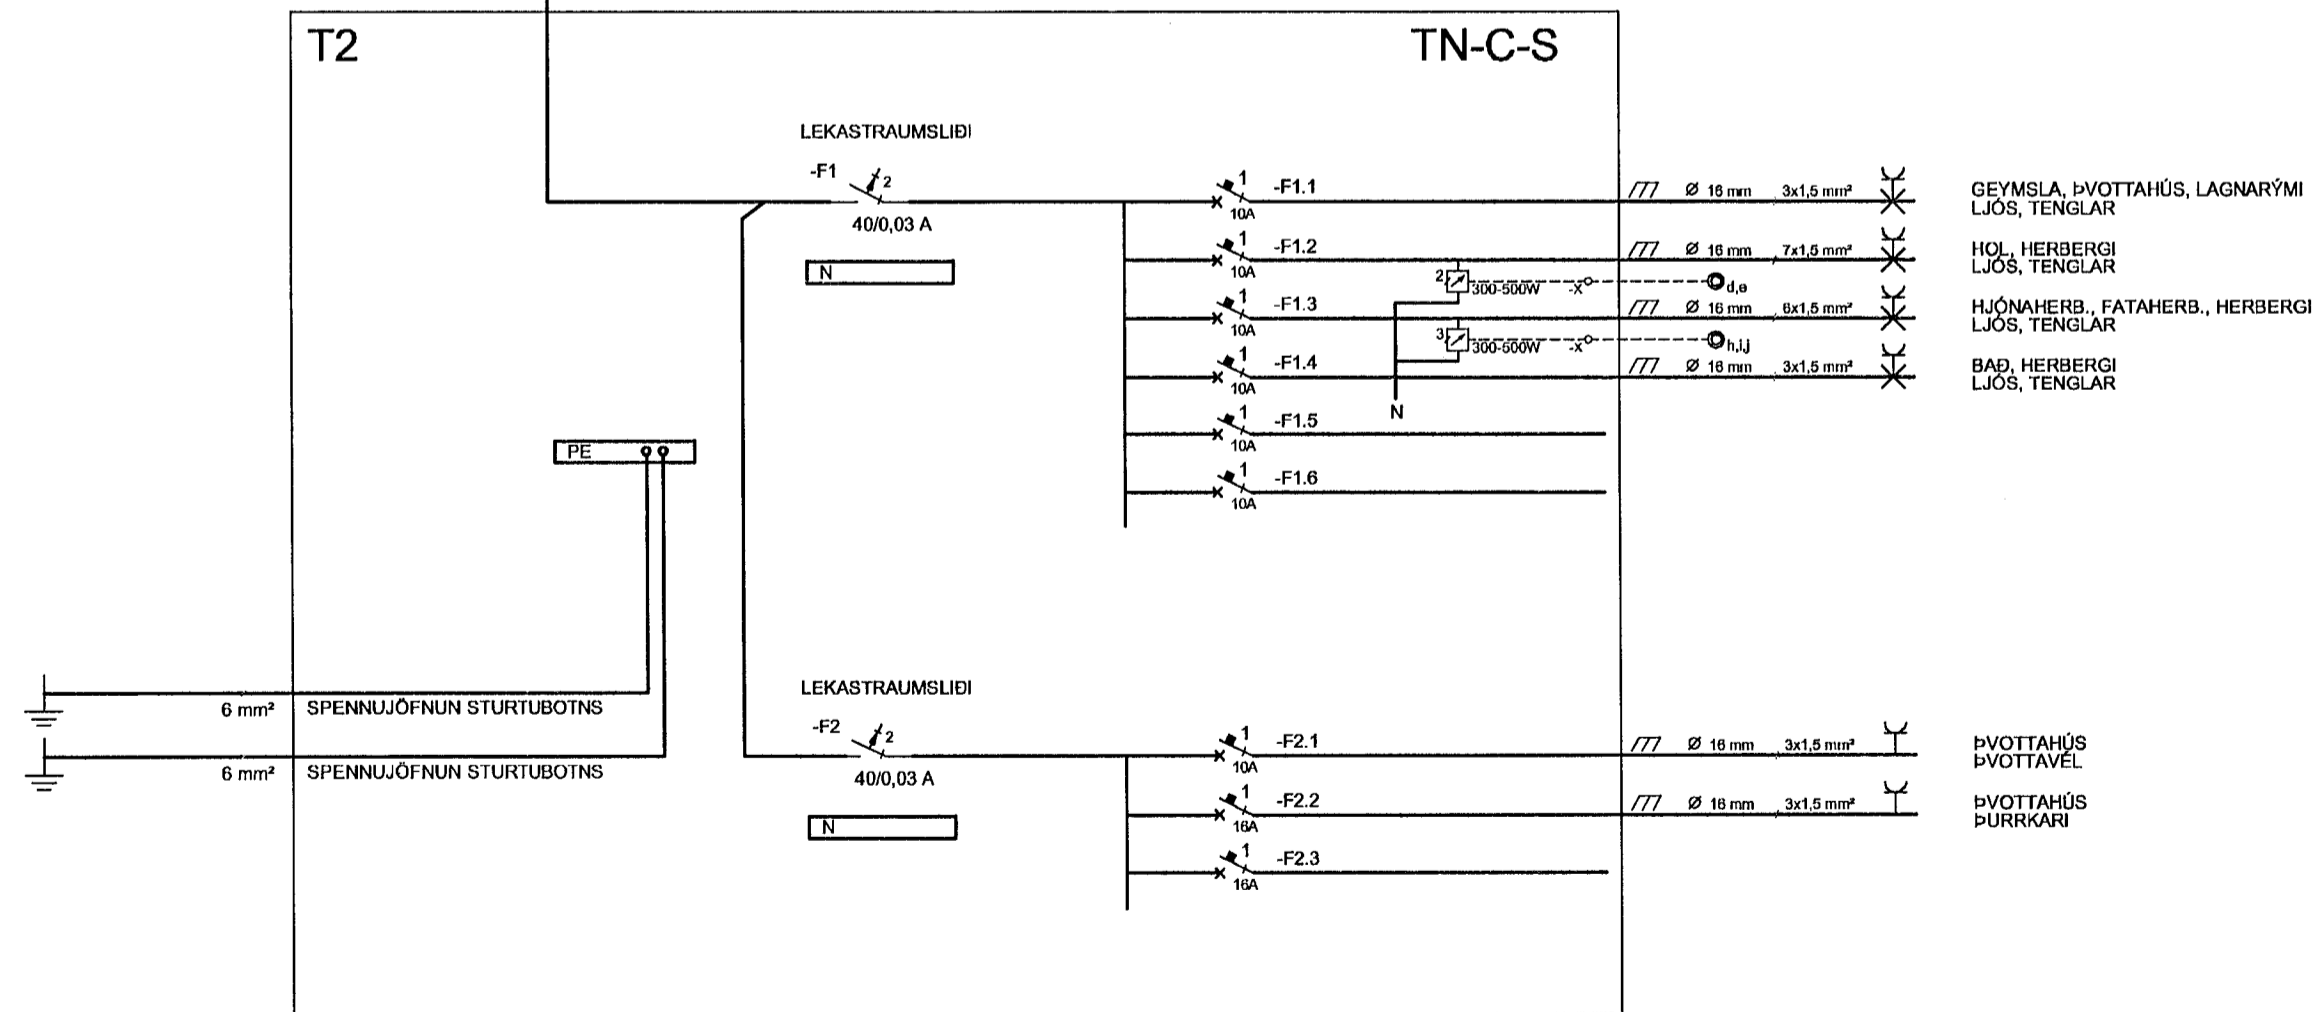 T2
TN-C-S
LEKASTRAUMSLIÐI
-F1
2
40/0,03 A
N
1
-F1.1
10A
Ø 16 mm 3x1,5 mm²
GEYMSLA, ÞVOTTAHÚS, LAGNARÝMI
LJÓS, TENGLAR
1
-F1.2
10A
Ø 16 mm 7x1,5 mm²
HOL, HERBERGI
LJÓS, TENGLAR
2
300-500W
-X
d,e
1
-F1.3
10A
Ø 16 mm 6x1,5 mm²
HJÓNAHERB., FATAHERB., HERBERGI
LJÓS, TENGLAR
3
300-500W
-X
h,i,j
1
-F1.4
10A
Ø 16 mm 3x1,5 mm²
BAÐ, HERBERGI
LJÓS, TENGLAR
N
1
-F1.5
10A
1
-F1.6
10A
PE
6 mm² SPENNUJÖFNUN STURTUBOTNS
6 mm² SPENNUJÖFNUN STURTUBOTNS
LEKASTRAUMSLIÐI
-F2
2
40/0,03 A
N
1
-F2.1
10A
Ø 16 mm 3x1,5 mm²
ÞVOTTAHÚS
ÞVOTTAVÉL
1
-F2.2
16A
Ø 16 mm 3x1,5 mm²
ÞVOTTAHÚS
ÞURRKARI
1
-F2.3
16A